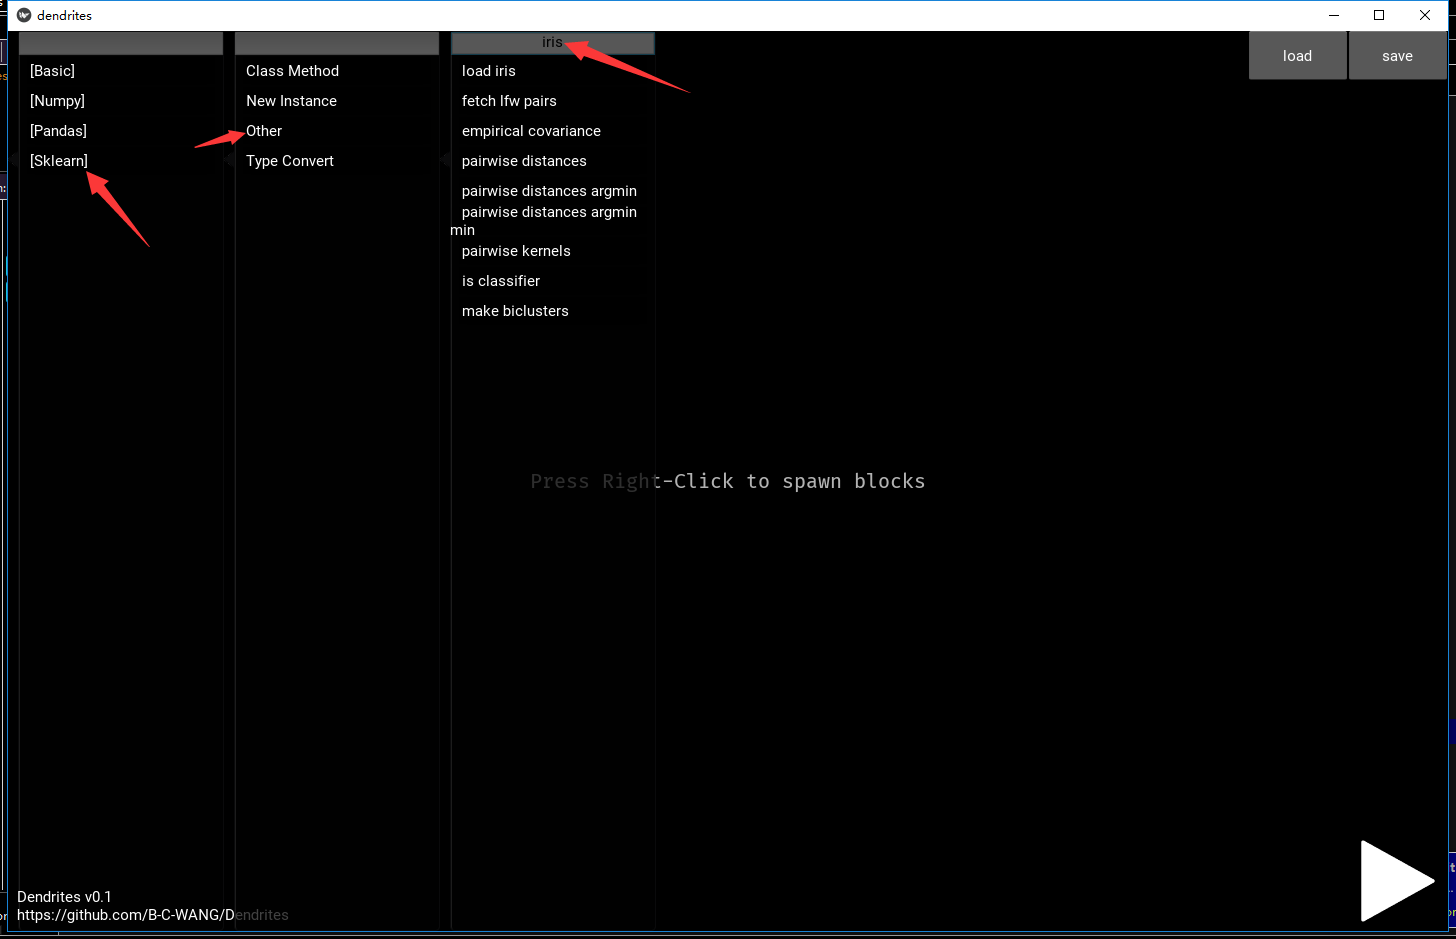 dendrites
iris
load
save
[Basic]
[Numpy]
[Pandas]
[Sklearn]
Class Method
New Instance
Other
Type Convert
load iris
fetch lfw pairs
empirical covariance
pairwise distances
pairwise distances argmin
pairwise distances argmin
min
pairwise kernels
is classifier
make biclusters
Press Right-Click to spawn blocks
Dendrites v0.1
https://github.com/B-C-WANG/Dendrites